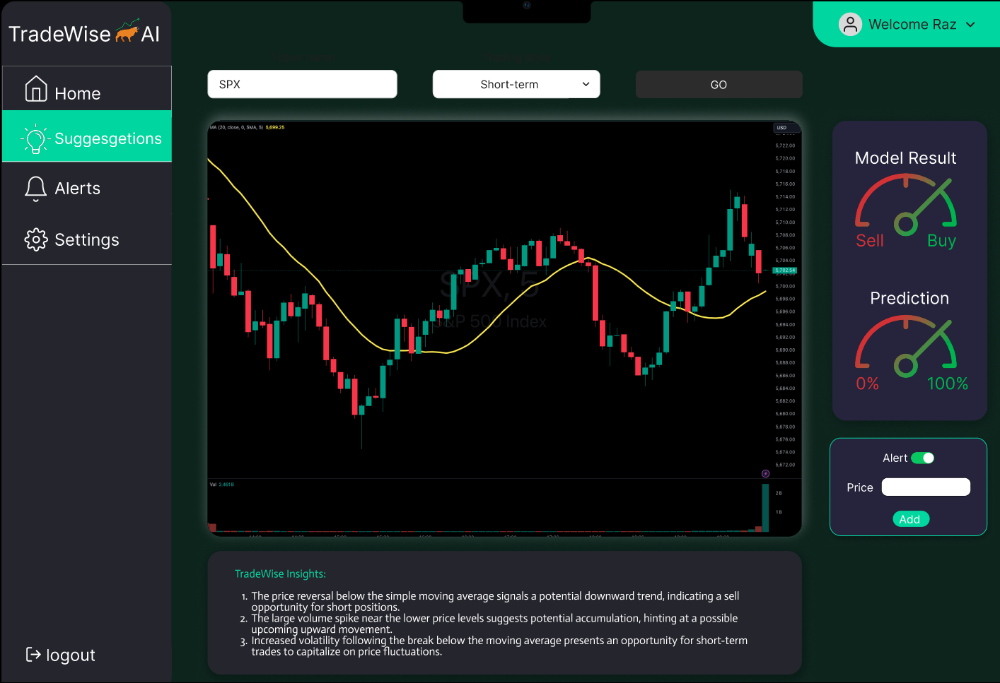 TradeWise AI
Welcome Raz
Home
Suggesgetions
Alerts
Settings
logout
SPX
Short-term
GO
MA (20, close, 0, SMA, 5) 5,699.25
USD
5,722.00
5,720.00
5,718.00
5,716.00
5,714.00
5,712.00
5,710.00
5,708.00
5,706.00
5,704.00
5,702.54
5,700.00
5,698.00
5,696.00
5,694.00
5,692.00
5,690.00
5,688.00
5,686.00
5,684.00
5,682.00
5,680.00
5,678.00
5,676.00
5,674.00
5,672.00
SPX, 5
S&P 500 Index
Vol 2.461B
2B
1B
Model Result
Sell Buy
Prediction
0% 100%
Alert
Price
Add
TradeWise Insights:
1. The price reversal below the simple moving average signals a potential downward trend, indicating a sell
opportunity for short positions.
2. The large volume spike near the lower price levels suggests potential accumulation, hinting at a possible
upcoming upward movement.
3. Increased volatility following the break below the moving average presents an opportunity for short-term
trades to capitalize on price fluctuations.